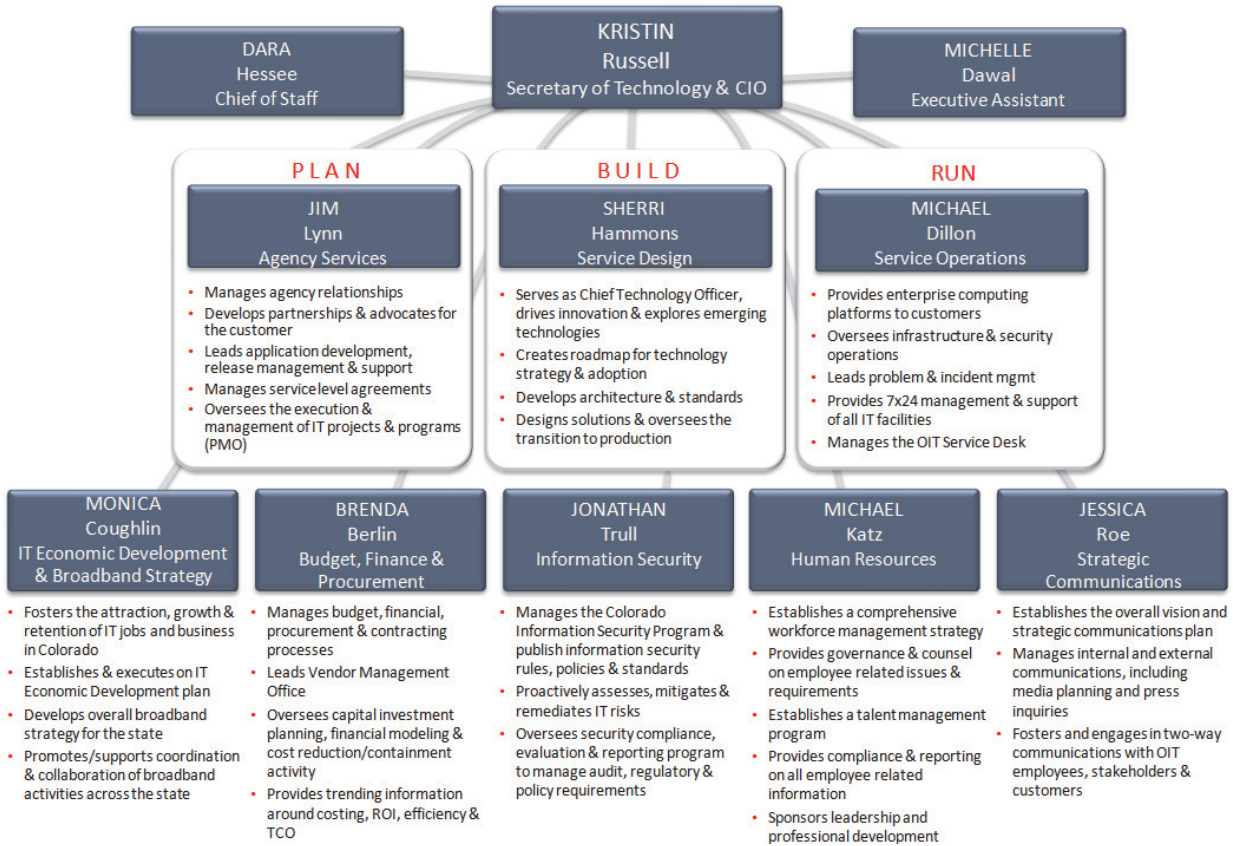 KRISTIN
Russell
Secretary of Technology & CIO
DARA
Hessee
Chief of Staff
MICHELLE
Dawal
Executive Assistant
PLAN
JIM
Lynn
Agency Services
• Manages agency relationships
• Develops partnerships & advocates for
the customer
• Leads application development,
release management & support
• Manages service level agreements
• Oversees the execution &
management of IT projects & programs
(PMO)
BUILD
SHERRI
Hammons
Service Design
• Serves as Chief Technology Officer,
drives innovation & explores emerging
technologies
• Creates roadmap for technology
strategy & adoption
• Develops architecture & standards
• Designs solutions & oversees the
transition to production
RUN
MICHAEL
Dillon
Service Operations
• Provides enterprise computing
platforms to customers
• Oversees infrastructure & security
operations
• Leads problem & incident mgmt
• Provides 7x24 management & support
of all IT facilities
• Manages the OIT Service Desk
MONICA
Coughlin
IT Economic Development
& Broadband Strategy
• Fosters the attraction, growth &
retention of IT jobs and business
in Colorado
• Establishes & executes on IT
Economic Development plan
• Develops overall broadband
strategy for the state
• Promotes/supports coordination
& collaboration of broadband
activities across the state
BRENDA
Berlin
Budget, Finance &
Procurement
• Manages budget, financial,
procurement & contracting
processes
• Leads Vendor Management
Office
• Oversees capital investment
planning, financial modeling &
cost reduction/containment
activity
• Provides trending information
around costing, ROI, efficiency &
TCO
JONATHAN
Trull
Information Security
• Manages the Colorado
Information Security Program &
publish information security
rules, policies & standards
• Proactively assesses, mitigates &
remediates IT risks
• Oversees security compliance,
evaluation & reporting program
to manage audit, regulatory &
policy requirements
MICHAEL
Katz
Human Resources
• Establishes a comprehensive
workforce management strategy
• Provides governance & counsel
on employee related issues &
requirements
• Establishes a talent management
program
• Provides compliance & reporting
on all employee related
information
• Sponsors leadership and
professional development
JESSICA
Roe
Strategic
Communications
• Establishes the overall vision and
strategic communications plan
• Manages internal and external
communications, including
media planning and press
inquiries
• Fosters and engages in two-way
communications with OIT
employees, stakeholders &
customers